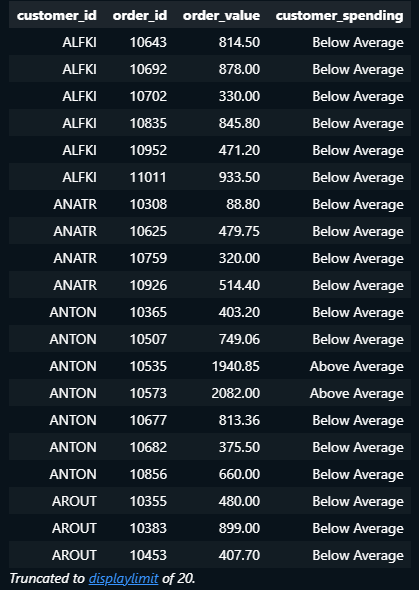 customer_id order_id order_value customer_spending
ALFKI 10643 814.50 Below Average
ALFKI 10692 878.00 Below Average
ALFKI 10702 330.00 Below Average
ALFKI 10835 845.80 Below Average
ALFKI 10952 471.20 Below Average
ALFKI 11011 933.50 Below Average
ANATR 10308 88.80 Below Average
ANATR 10625 479.75 Below Average
ANATR 10759 320.00 Below Average
ANATR 10926 514.40 Below Average
ANTON 10365 403.20 Below Average
ANTON 10507 749.06 Below Average
ANTON 10535 1940.85 Above Average
ANTON 10573 2082.00 Above Average
ANTON 10677 813.36 Below Average
ANTON 10682 375.50 Below Average
ANTON 10856 660.00 Below Average
AROUT 10355 480.00 Below Average
AROUT 10383 899.00 Below Average
AROUT 10453 407.70 Below Average
Truncated to displaylimit of 20.